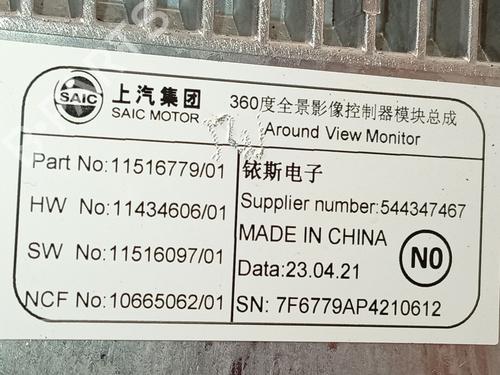 SAIC
上汽集团
SAIC MOTOR
360度全景影像控制器模块总成
Around View Monitor
Part No:11516779/01
HW No:11434606/01
SW No:11516097/01
NCF No:10665062/01
铱斯电子
Supplier number:544347467
MADE IN CHINA
Data:23.04.21
SN: 7F6779AP4210612
NO